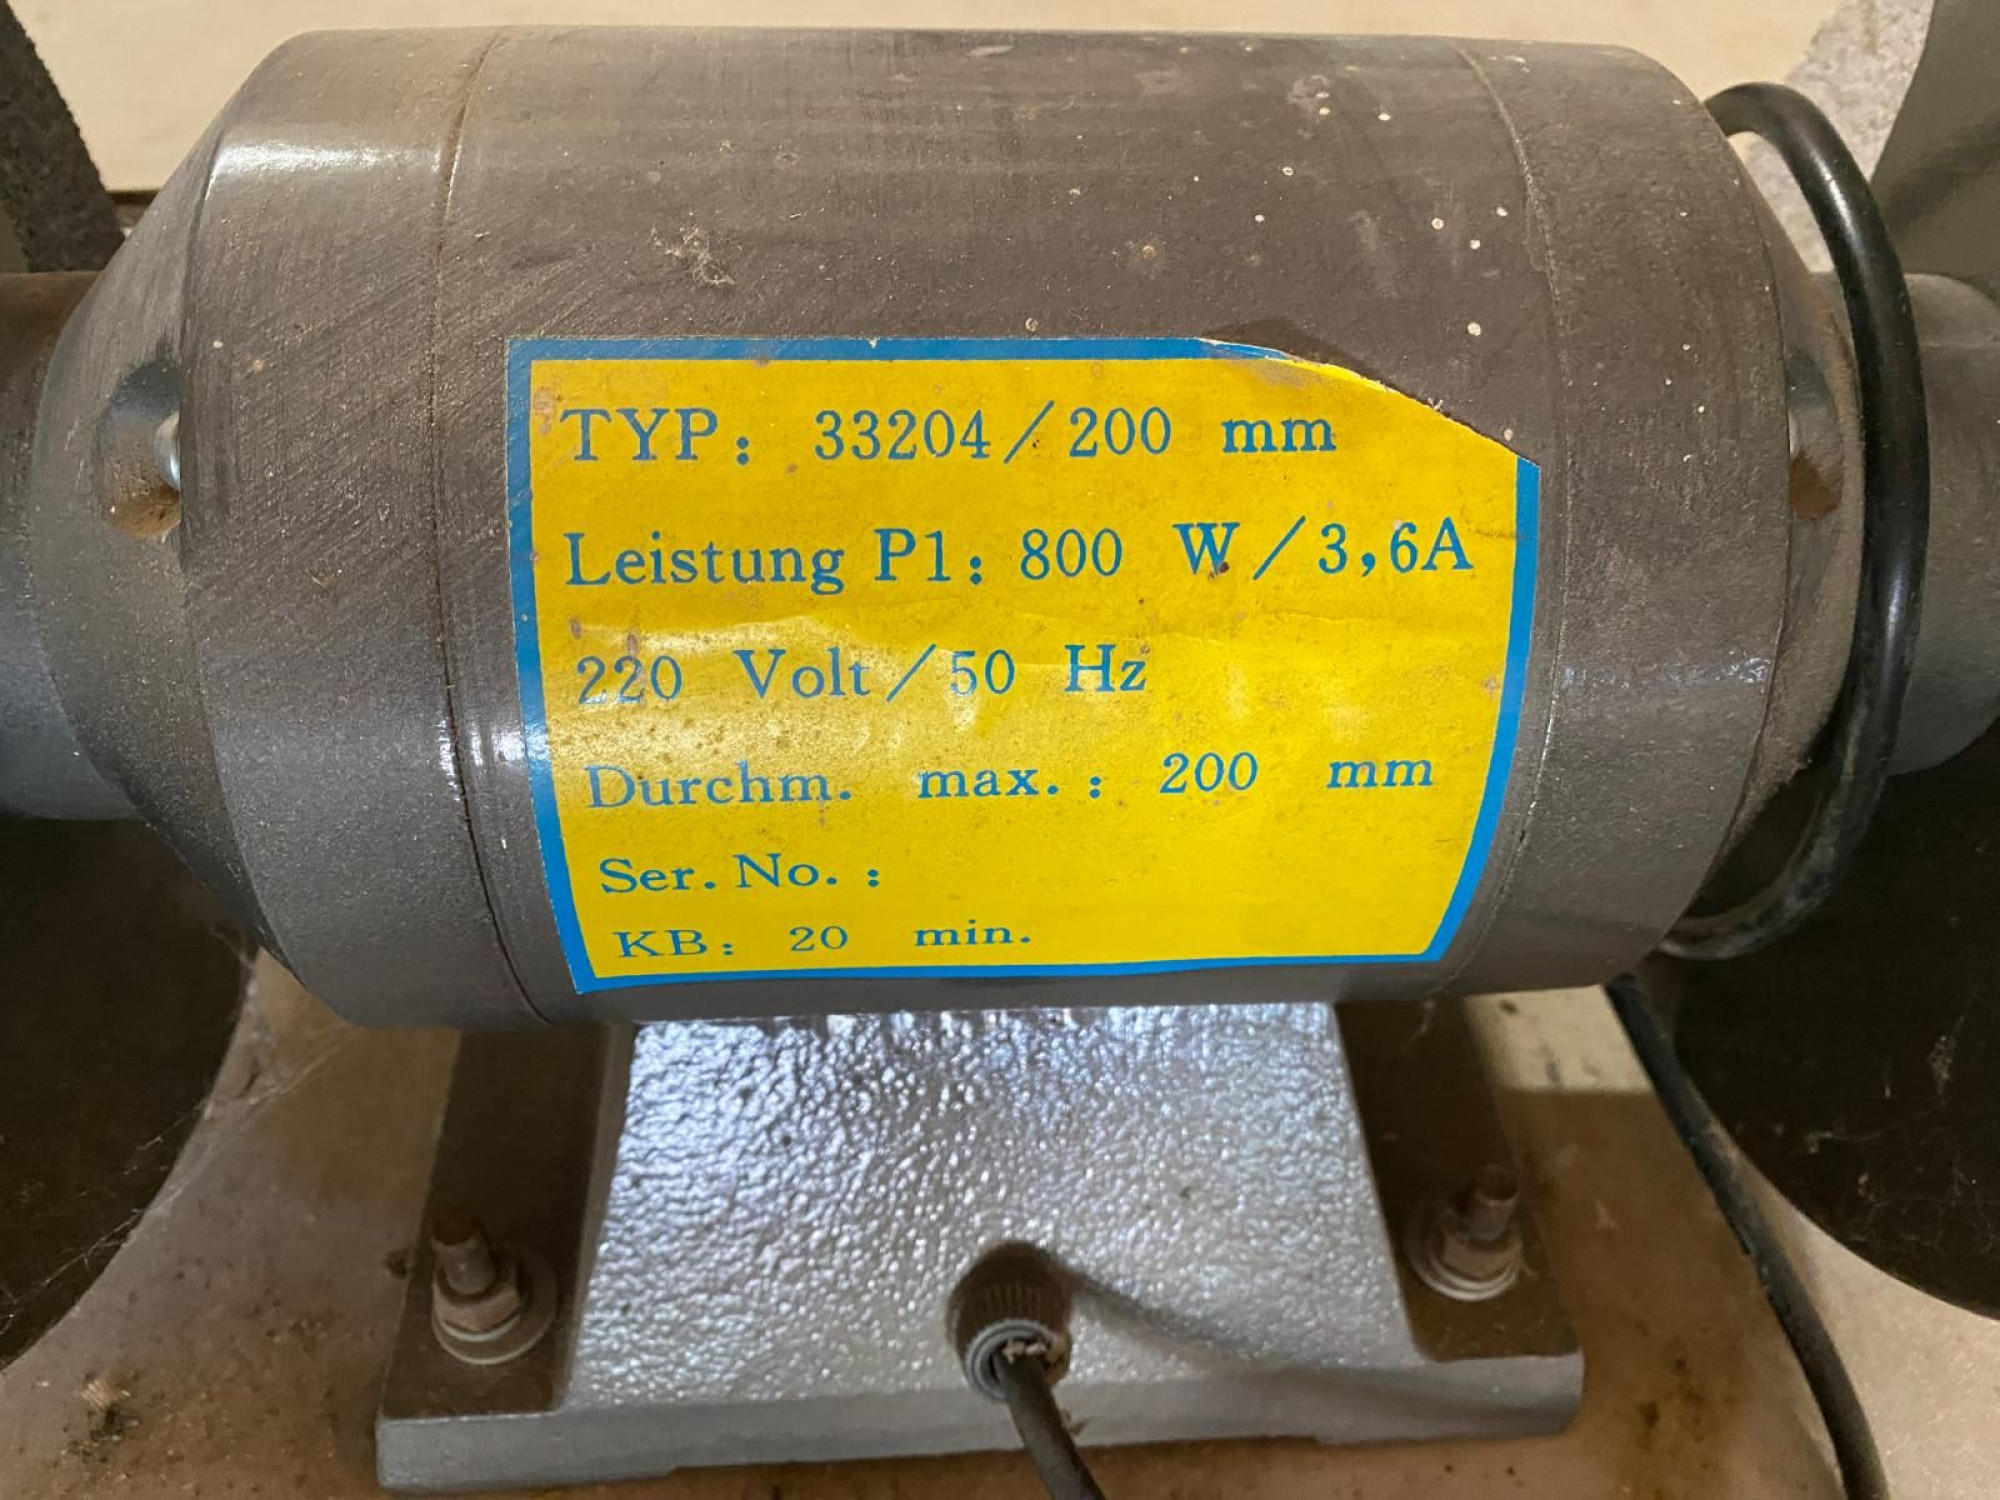 TYP: 33204/200 mm
Leistung P1: 800 W/3,6A
220 Volt/50 Hz
Durchm. max.: 200 mm
Ser. No.:
KB: 20 min.